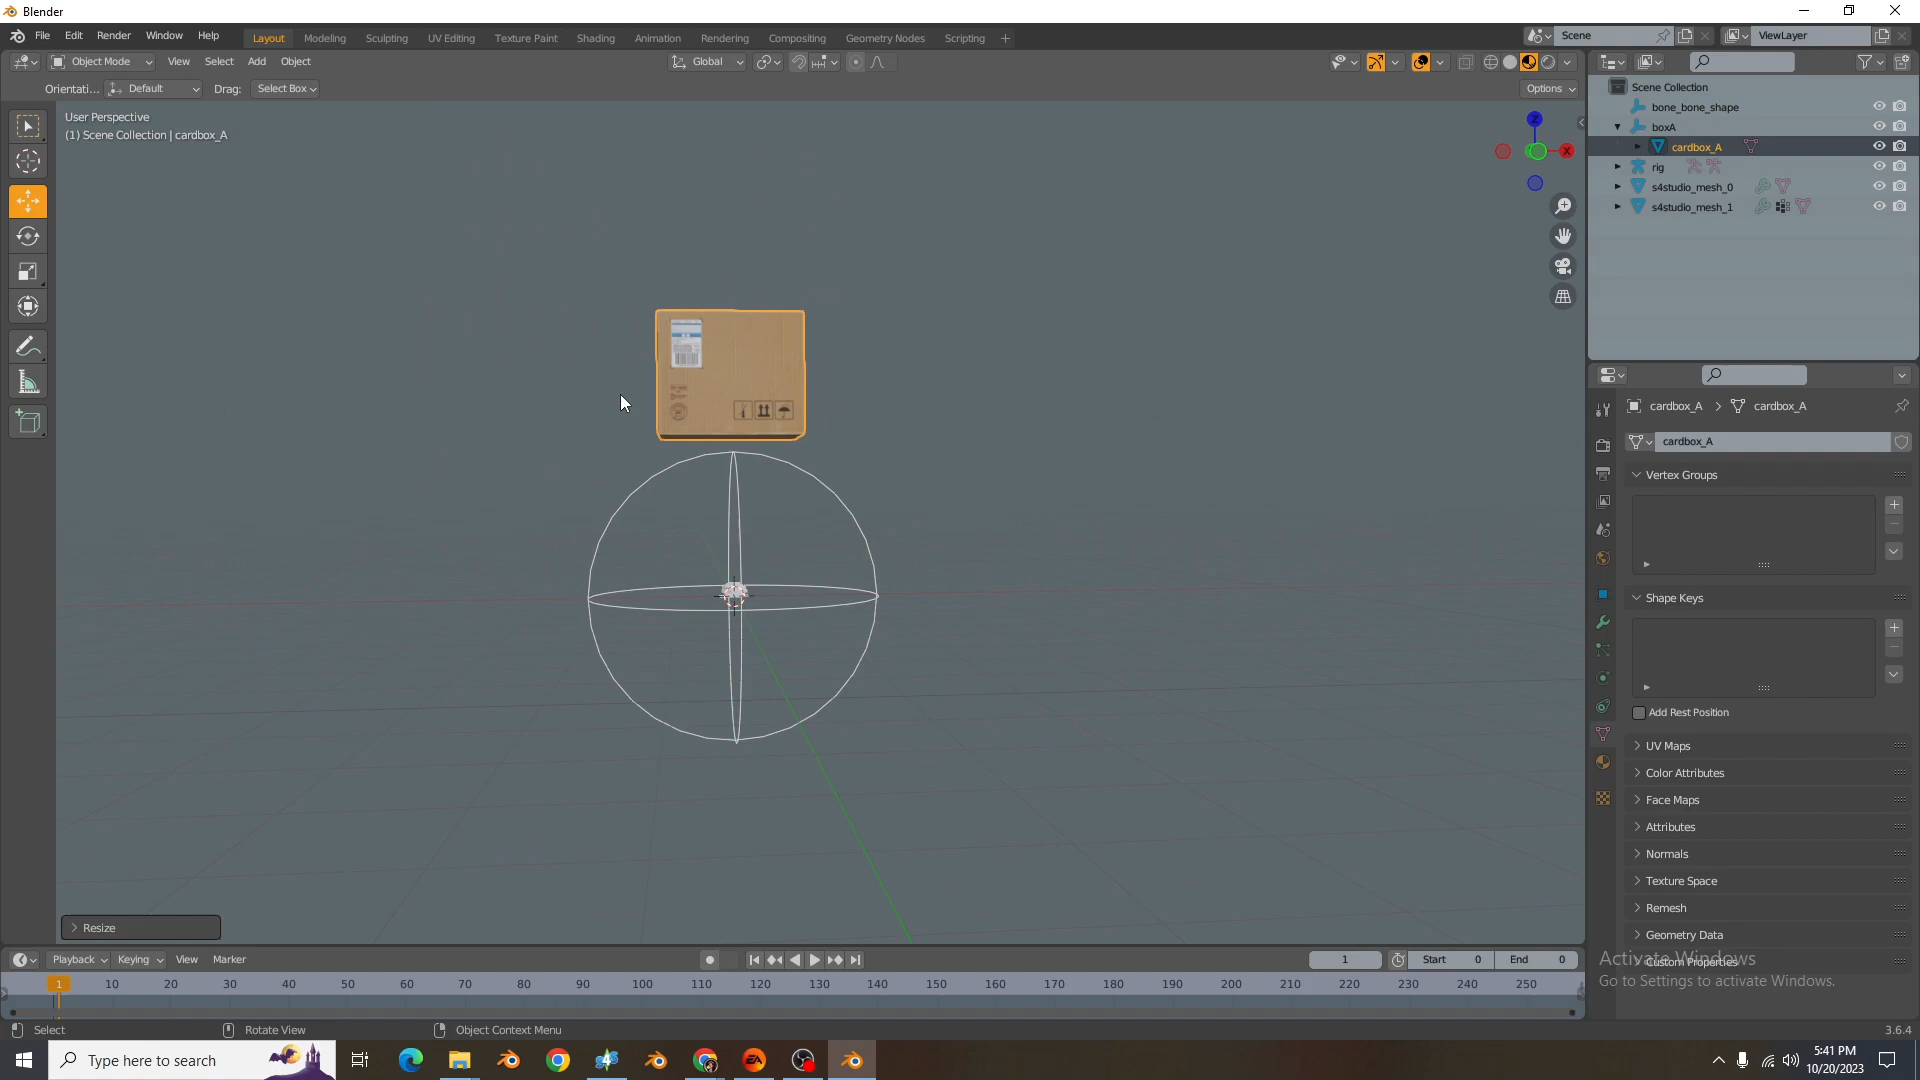 Blender
File Edit Render Window Help Layout Modeling Sculpting UV Editing Texture Paint Shading Animation Rendering Compositing Geometry Nodes Scripting + Scene ViewLayer
Object Mode View Select Add Object Global
Orientati... Default Drag: Select Box Options
User Perspective
(1) Scene Collection | cardbox_A
Z
X
Scene Collection
bone_bone_shape
boxA
cardbox_A
rig
s4studio_mesh_0
s4studio_mesh_1
cardbox_A > cardbox_A
cardbox_A
Vertex Groups
Shape Keys
Add Rest Position
UV Maps
Color Attributes
Face Maps
Attributes
Normals
Texture Space
Remesh
Geometry Data
Custom Properties
Activate Windows
Go to Settings to activate Windows.
Resize
Playback Keying View Marker 1 Start 0 End 0
1 10 20 30 40 50 60 70 80 90 100 110 120 130 140 150 160 170 180 190 200 210 220 230 240 250
Select Rotate View Object Context Menu 3.6.4
Type here to search EA 5:41 PM
10/20/2023